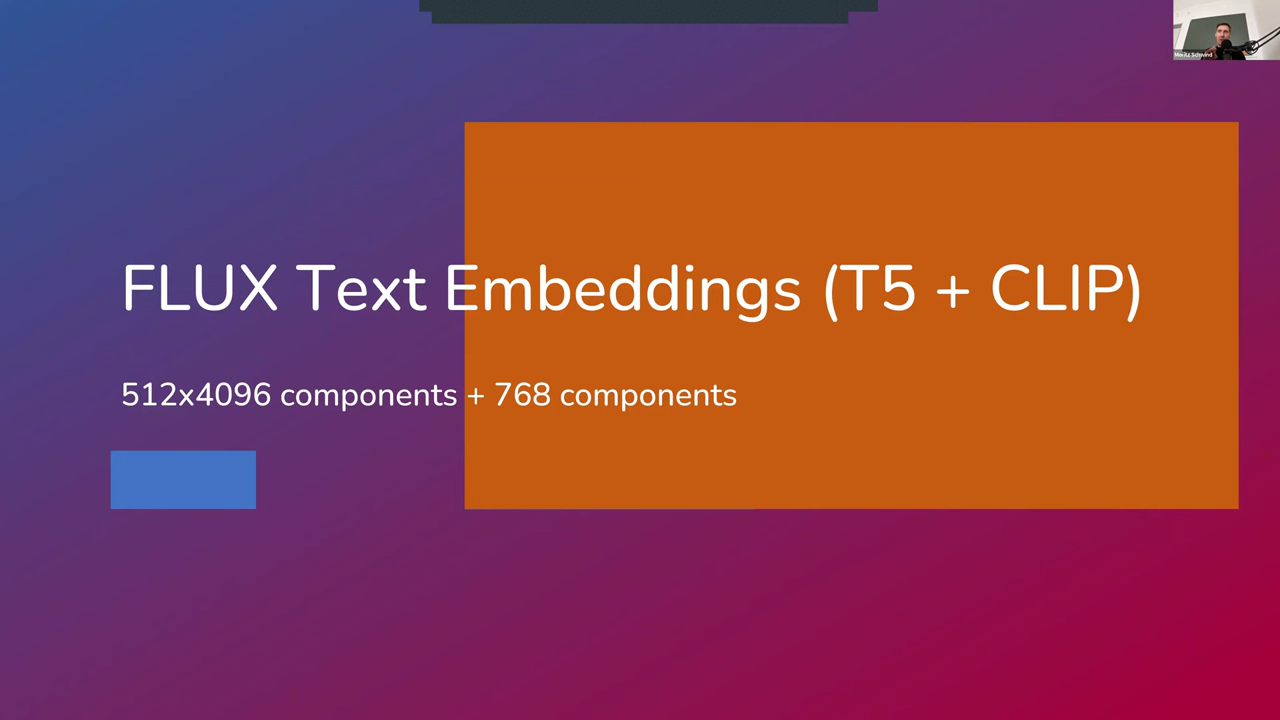 FLUX Text Embeddings (T5 + CLIP)
512x4096 components + 768 components